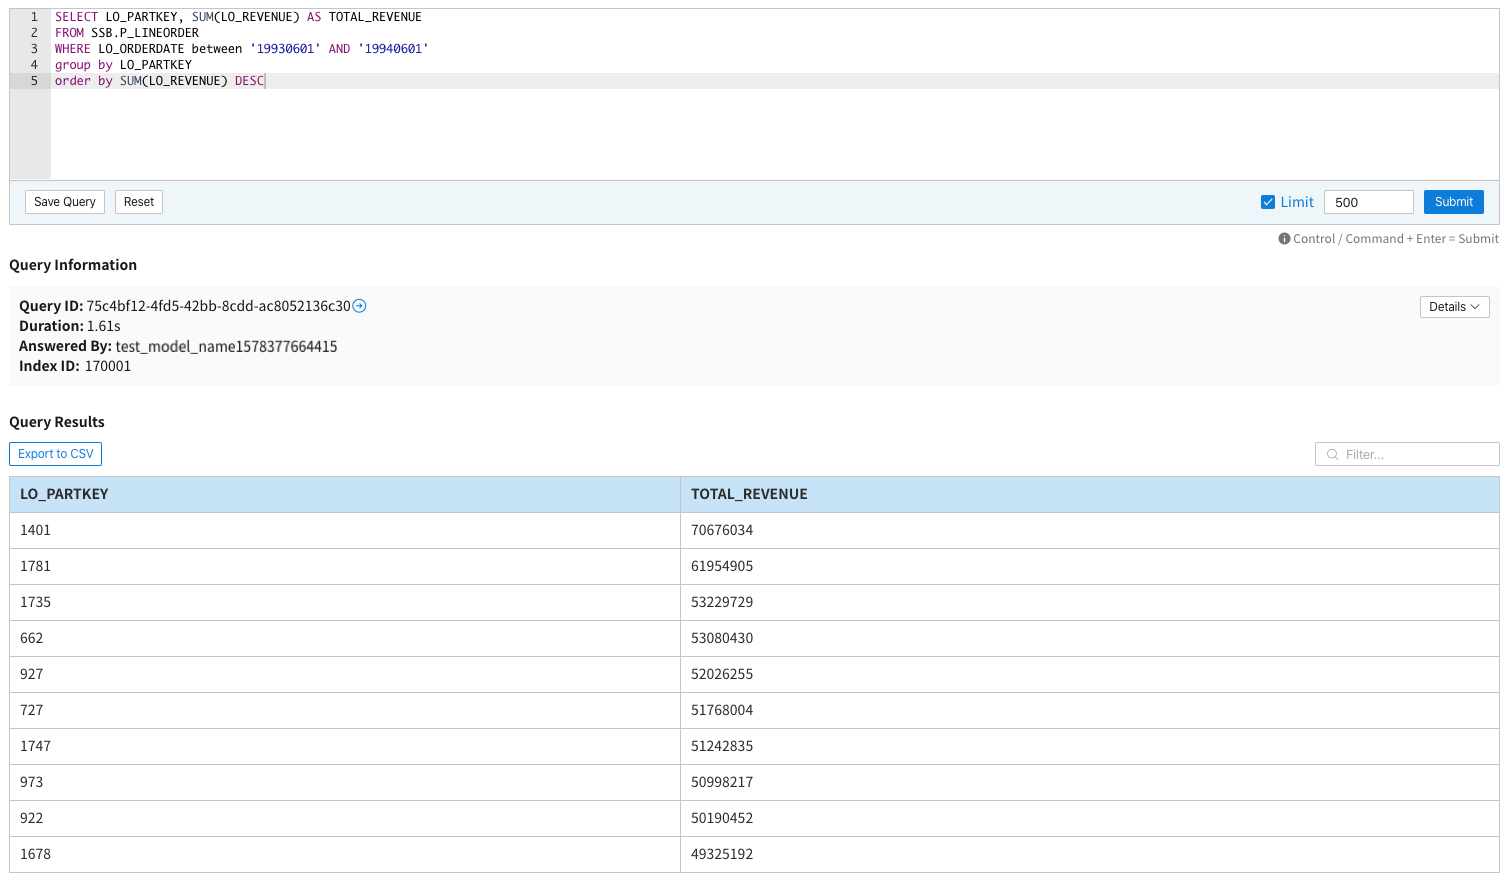 1 SELECT LO_PARTKEY, SUM(LO_REVENUE) AS TOTAL_REVENUE
2 FROM SSB.P_LINEORDER
3 WHERE LO_ORDERDATE between '19930601' AND '19940601'
4 group by LO_PARTKEY
5 order by SUM(LO_REVENUE) DESC
Save Query Reset Limit 500 Submit
Control / Command + Enter = Submit
Query Information
Query ID: 75c4bf12-4fd5-42bb-8cdd-ac8052136c30 Details
Duration: 1.61s
Answered By: test_model_name1578377664415
Index ID: 170001
Query Results
Export to CSV Filter...
LO_PARTKEY TOTAL_REVENUE
1401 70676034
1781 61954905
1735 53229729
662 53080430
927 52026255
727 51768004
1747 51242835
973 50998217
922 50190452
1678 49325192